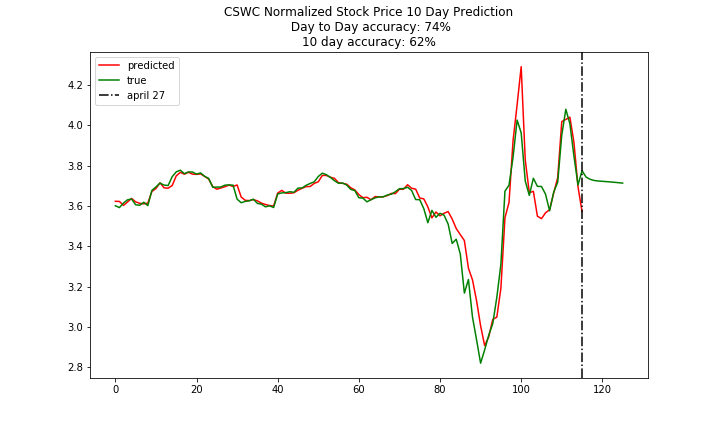 CSWC Normalized Stock Price 10 Day Prediction
Day to Day accuracy: 74%
10 day accuracy: 62%
predicted
true
april 27
4.2
4.0
3.8
3.6
3.4
3.2
3.0
2.8
0 20 40 60 80 100 120